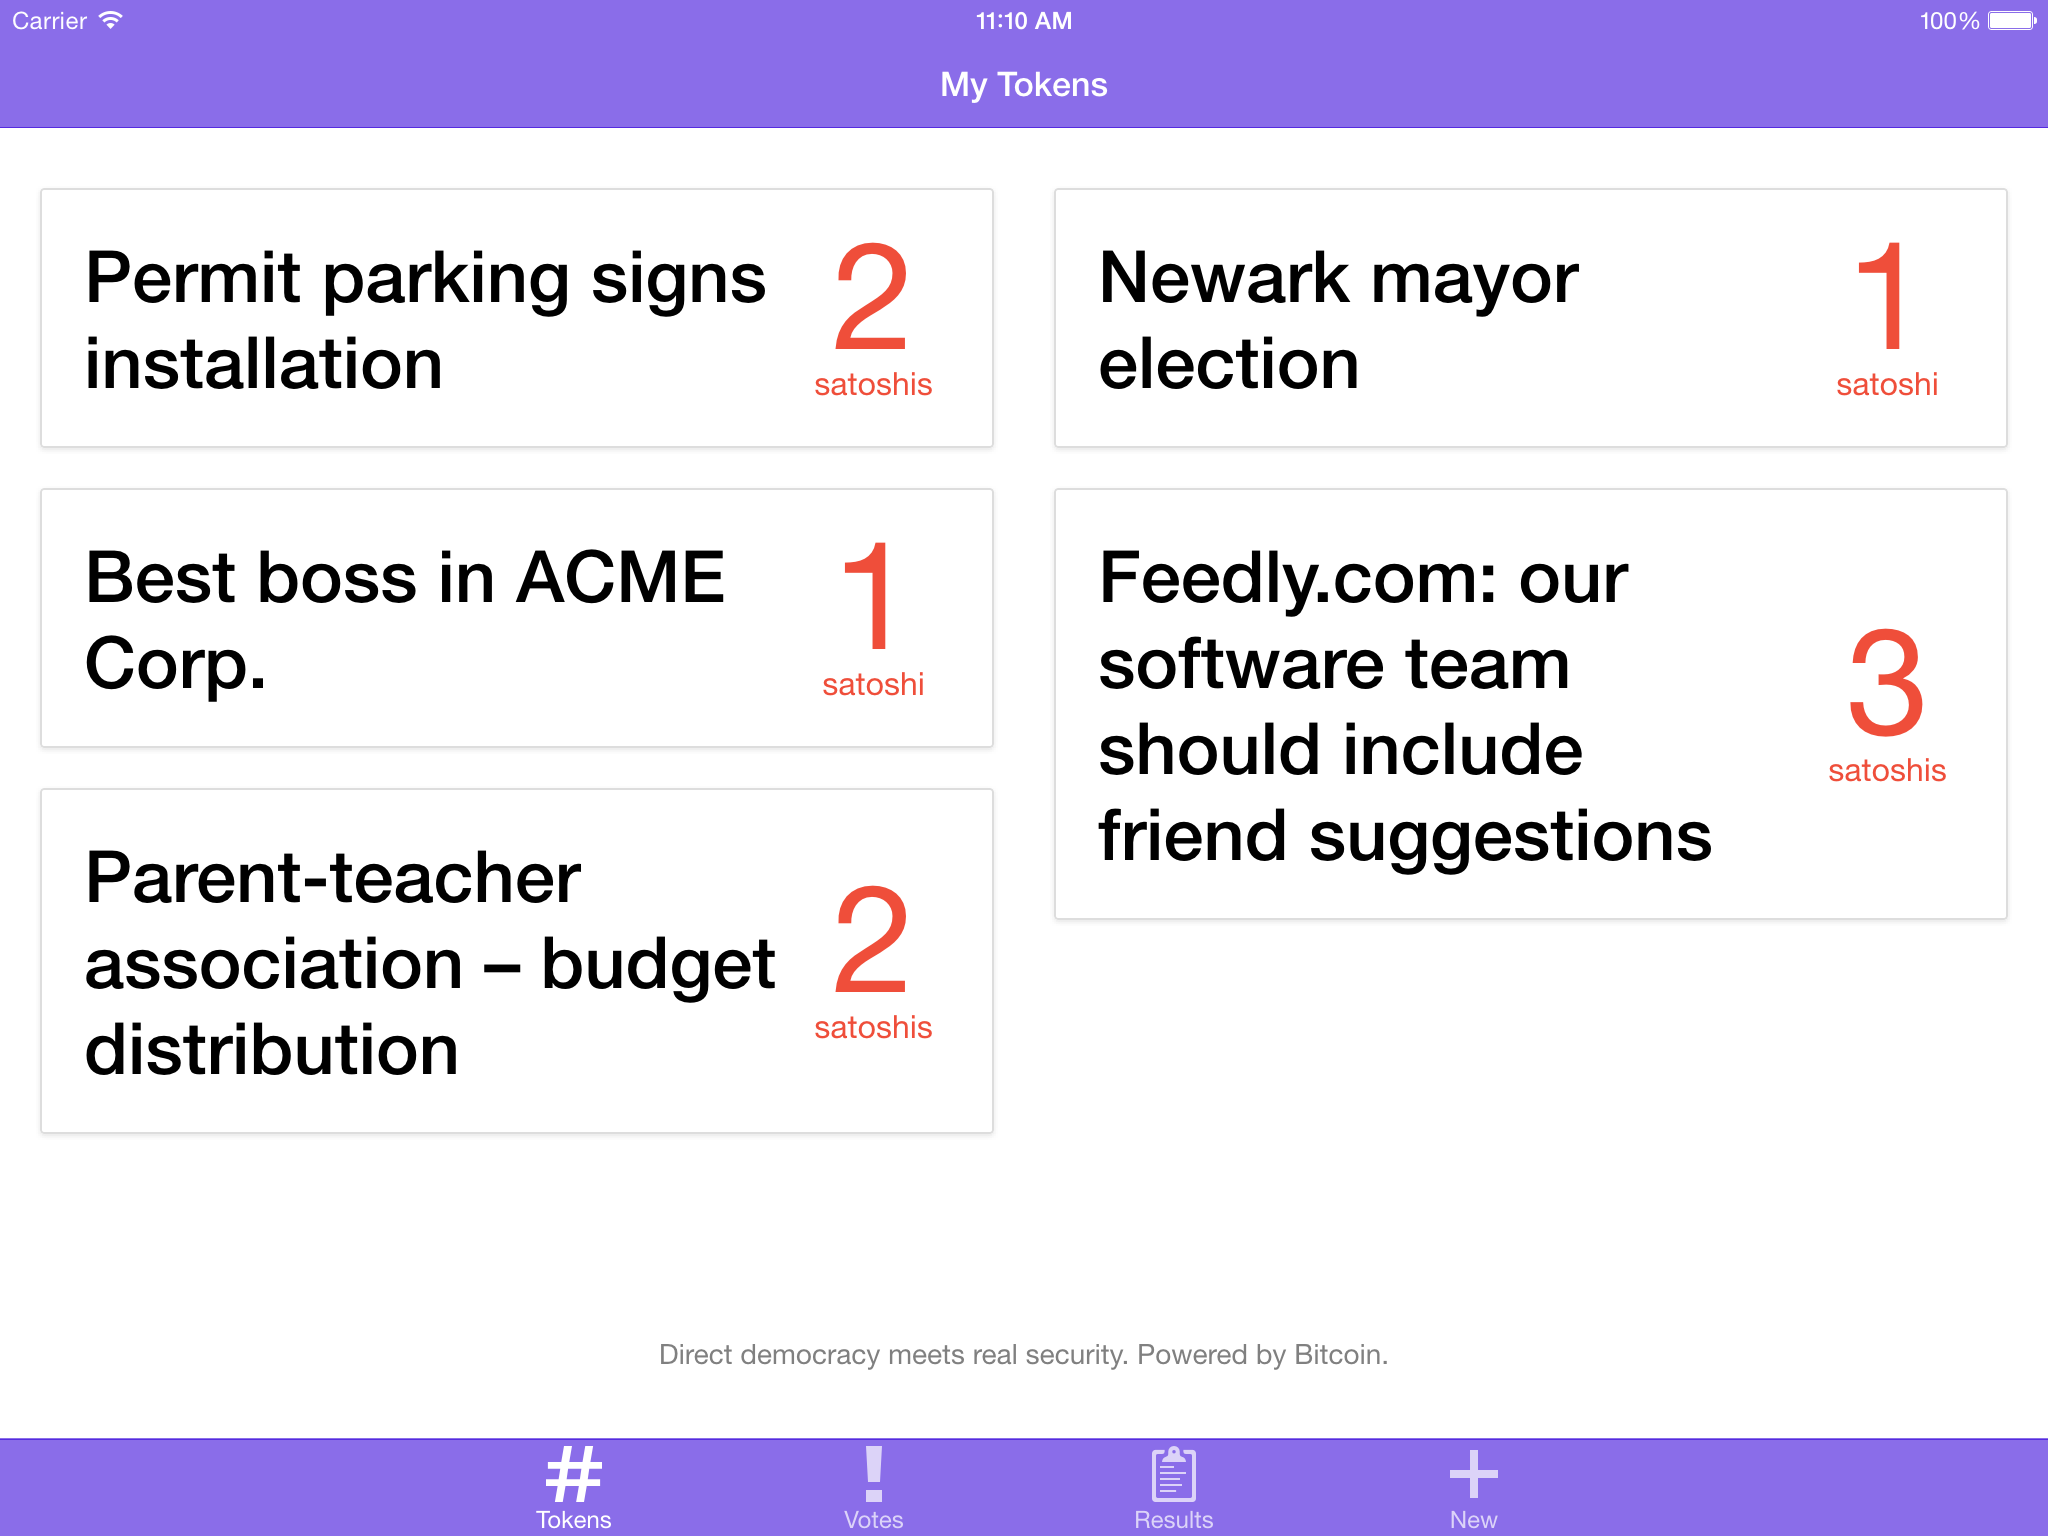 Carrier
11:10 AM
100%
My Tokens
Permit parking signs
installation
2
satoshis
Newark mayor
election
1
satoshi
Best boss in ACME
Corp.
1
satoshi
Feedly.com: our
software team
should include
friend suggestions
3
satoshis
Parent-teacher
association – budget
distribution
2
satoshis
Direct democracy meets real security. Powered by Bitcoin.
Tokens
Votes
Results
New